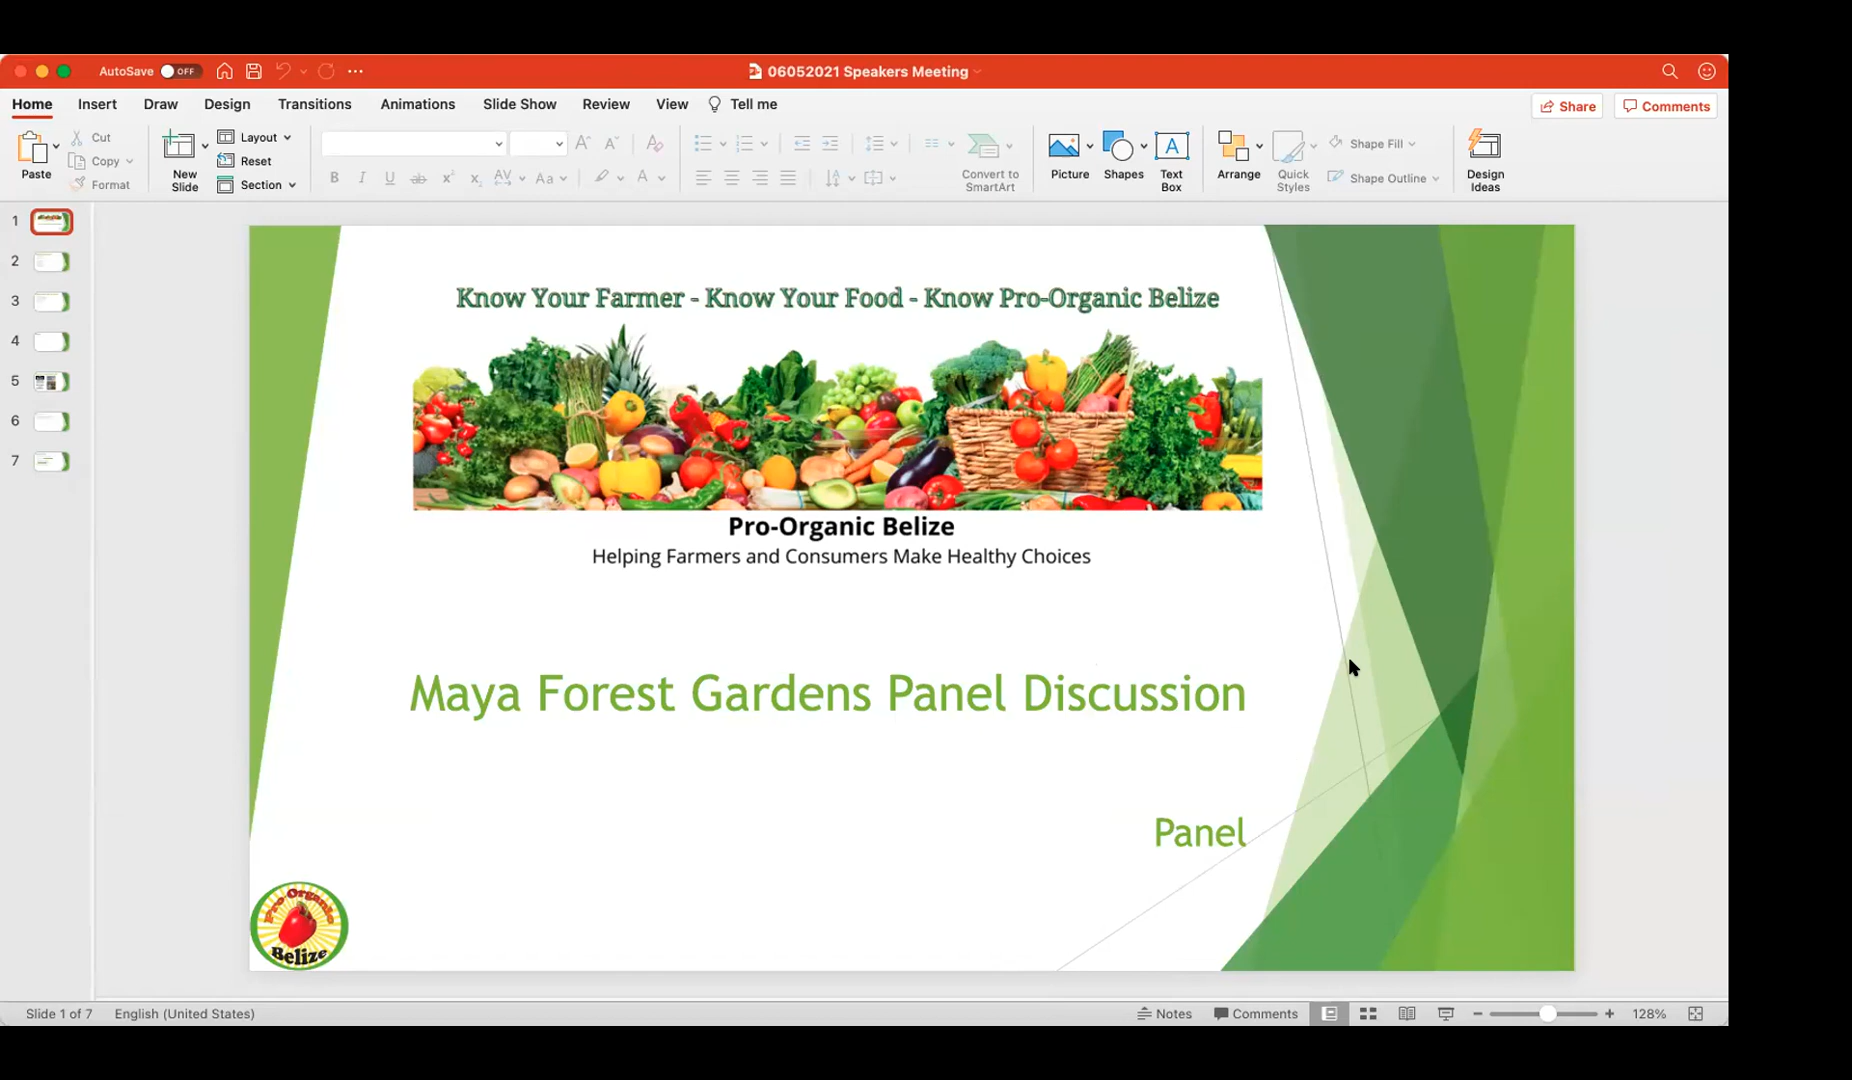 AutoSave OFF
06052021 Speakers Meeting
Home Insert Draw Design Transitions Animations Slide Show Review View Tell me
Share Comments
Paste
Cut
Copy
Format
New Slide
Layout
Reset
Section
Convert to SmartArt
Picture
Shapes
Text Box
Arrange
Quick Styles
Shape Fill
Shape Outline
Design Ideas
1
2
3
4
5
6
7
Know Your Farmer - Know Your Food - Know Pro-Organic Belize
Pro-Organic Belize
Helping Farmers and Consumers Make Healthy Choices
Maya Forest Gardens Panel Discussion
Panel
Pro-Organic
Belize
Slide 1 of 7 English (United States) Notes Comments 128%